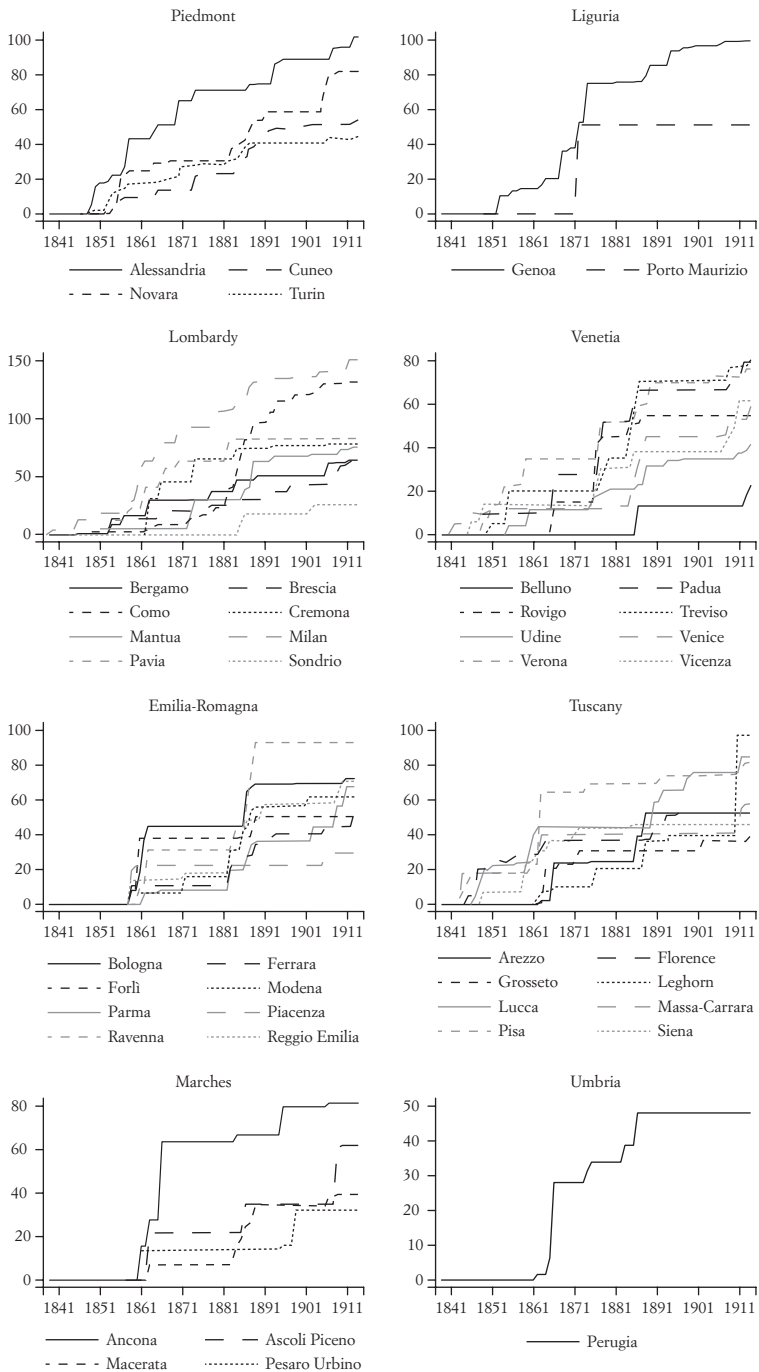 Piedmont
100
80
60
40
20
0
1841 1851 1861 1871 1881 1891 1901 1911
Alessandria Cuneo
Novara Turin
Liguria
100
80
60
40
20
0
1841 1851 1861 1871 1881 1891 1901 1911
Genoa Porto Maurizio
Lombardy
150
100
50
0
1841 1851 1861 1871 1881 1891 1901 1911
Bergamo Brescia
Como Cremona
Mantua Milan
Pavia Sondrio
Venetia
80
60
40
20
0
1841 1851 1861 1871 1881 1891 1901 1911
Belluno Padua
Rovigo Treviso
Udine Venice
Verona Vicenza
Emilia-Romagna
100
80
60
40
20
0
1841 1851 1861 1871 1881 1891 1901 1911
Bologna Ferrara
Forlì Modena
Parma Piacenza
Ravenna Reggio Emilia
Tuscany
100
80
60
40
20
0
1841 1851 1861 1871 1881 1891 1901 1911
Arezzo Florence
Grosseto Leghorn
Lucca Massa-Carrara
Pisa Siena
Marches
80
60
40
20
0
1841 1851 1861 1871 1881 1891 1901 1911
Ancona Ascoli Piceno
Macerata Pesaro Urbino
Umbria
50
40
30
20
10
0
1841 1851 1861 1871 1881 1891 1901 1911
Perugia